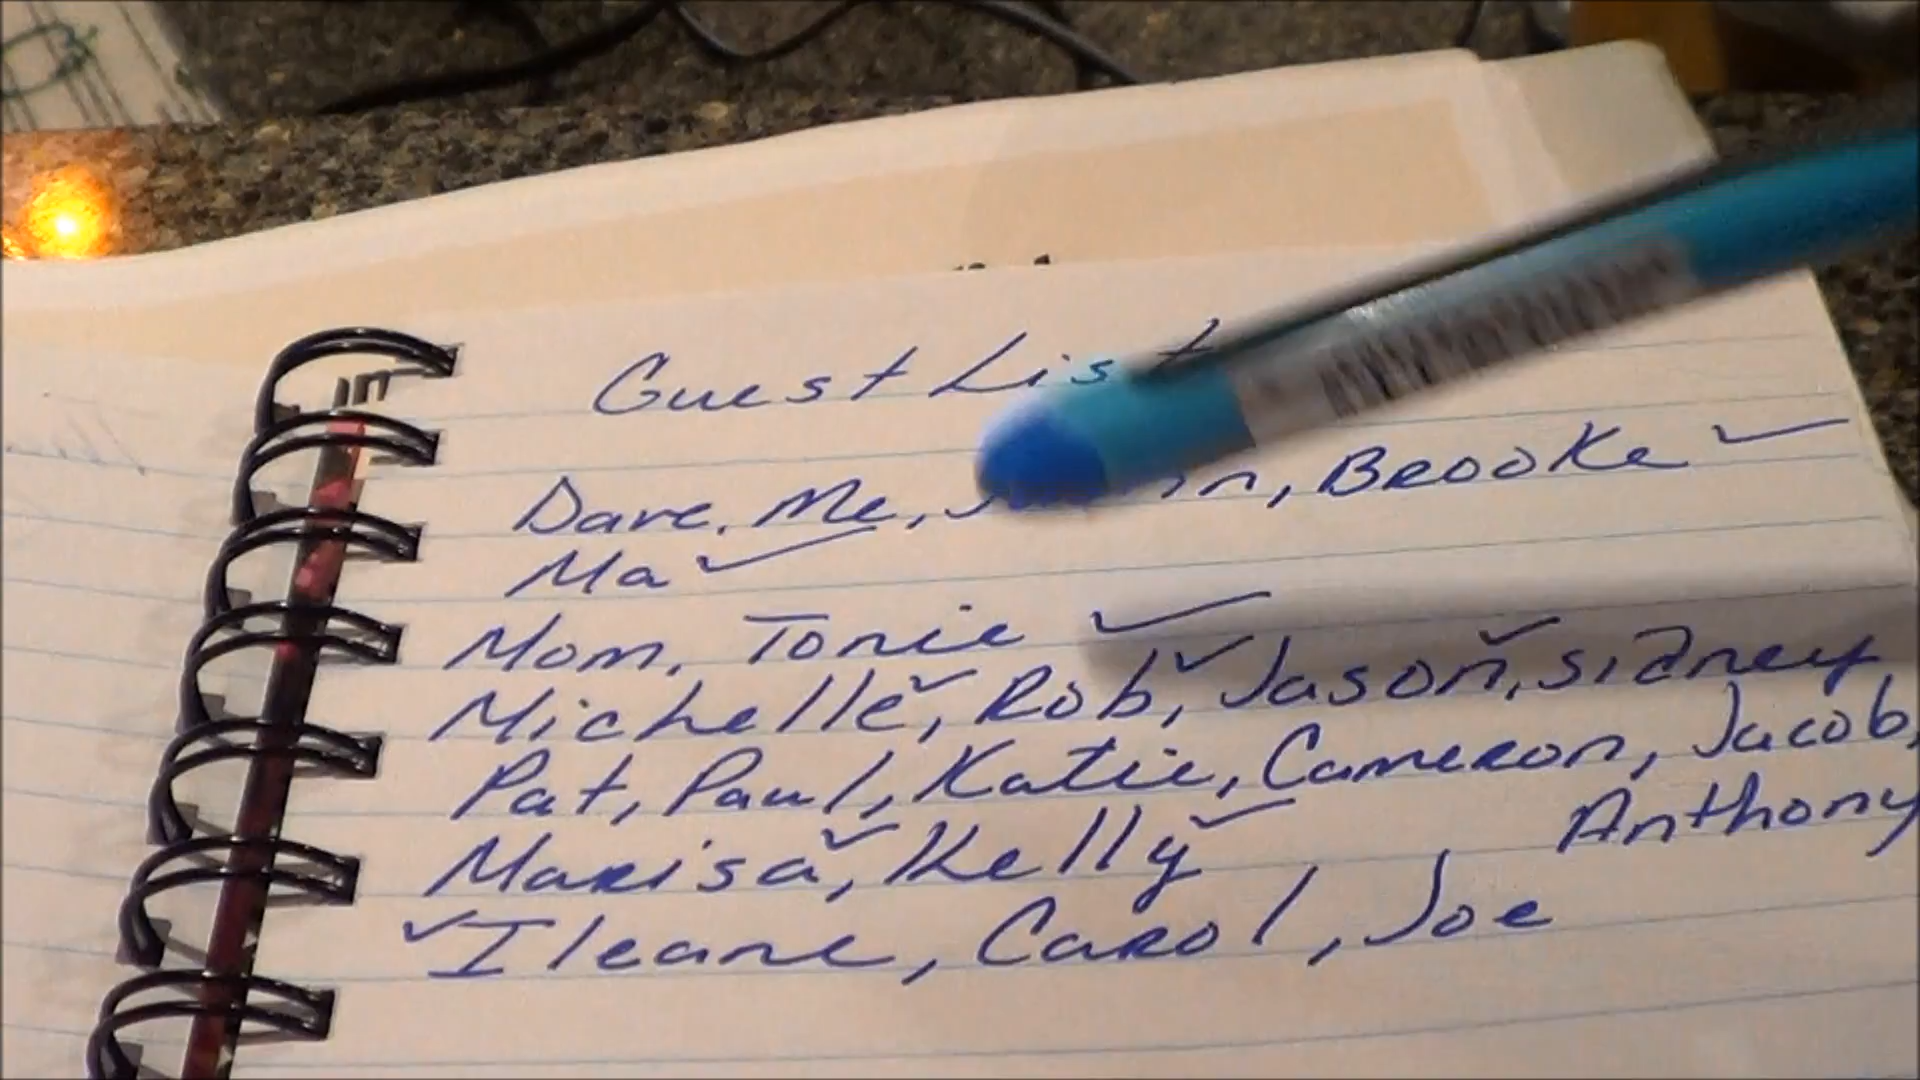 Guest List
Dave, Me, BROOKe ✓
Ma ✓
Mom, Tonie ✓
Michelle ✓, Rob ✓, Jason ✓, Sidney
Pat, Paul, Katie, Cameron, Jacob,
Anthony
Marisa ✓, Kelly ✓
✓ Ileane, Carol, Joe